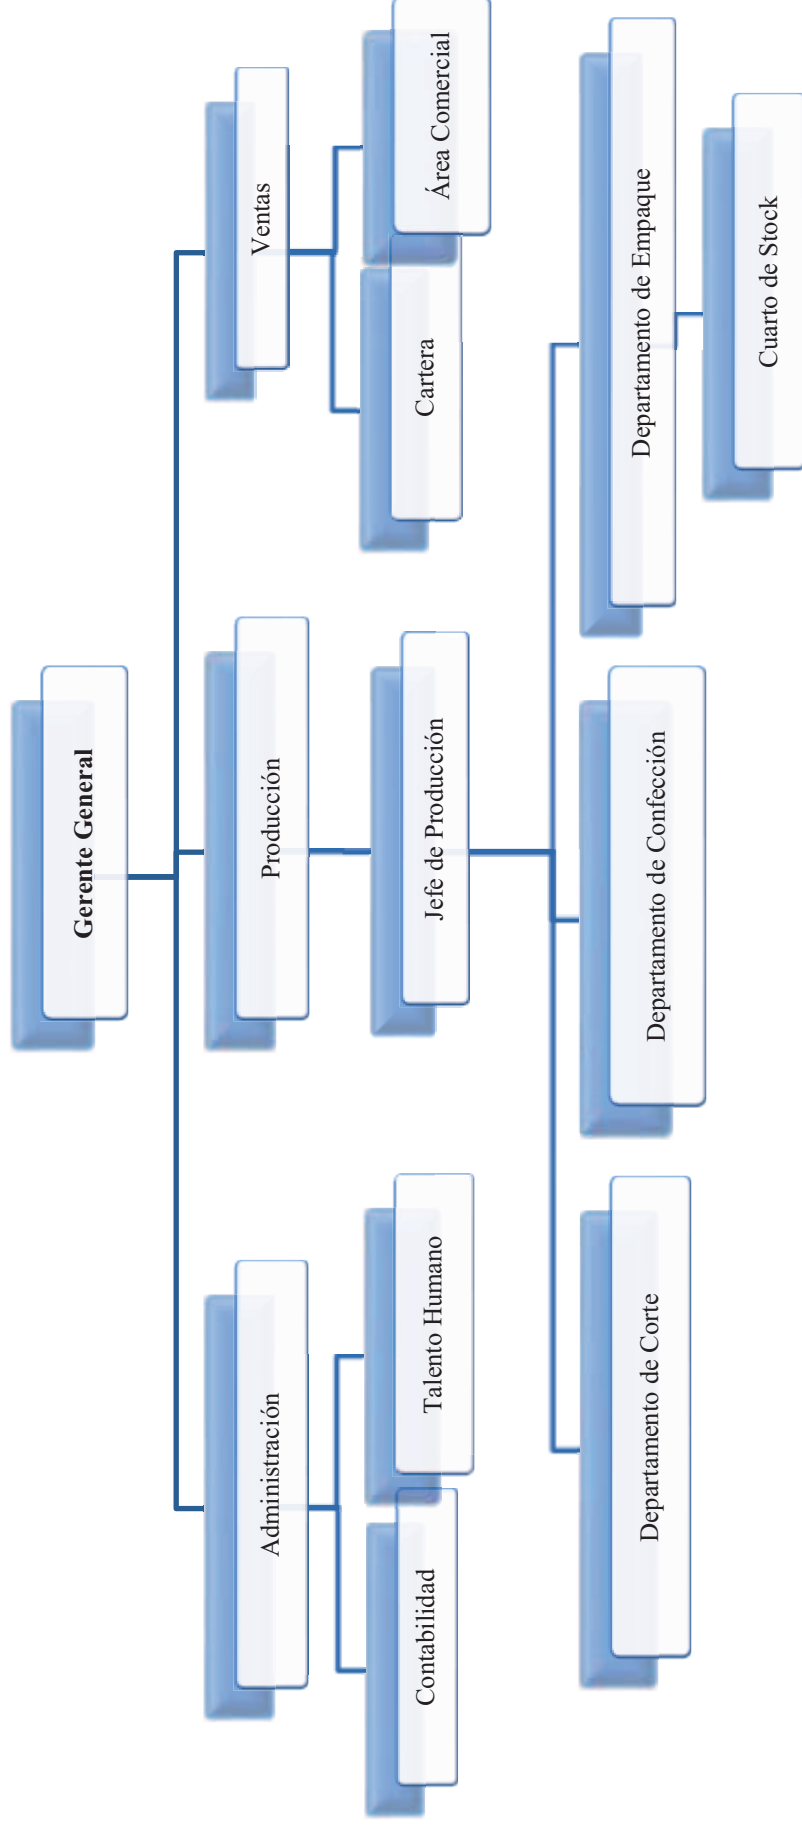 Gerente General
Administración
Producción
Ventas
Contabilidad
Talento Humano
Jefe de Producción
Cartera
Área Comercial
Departamento de Corte
Departamento de Confección
Departamento de Empaque
Cuarto de Stock